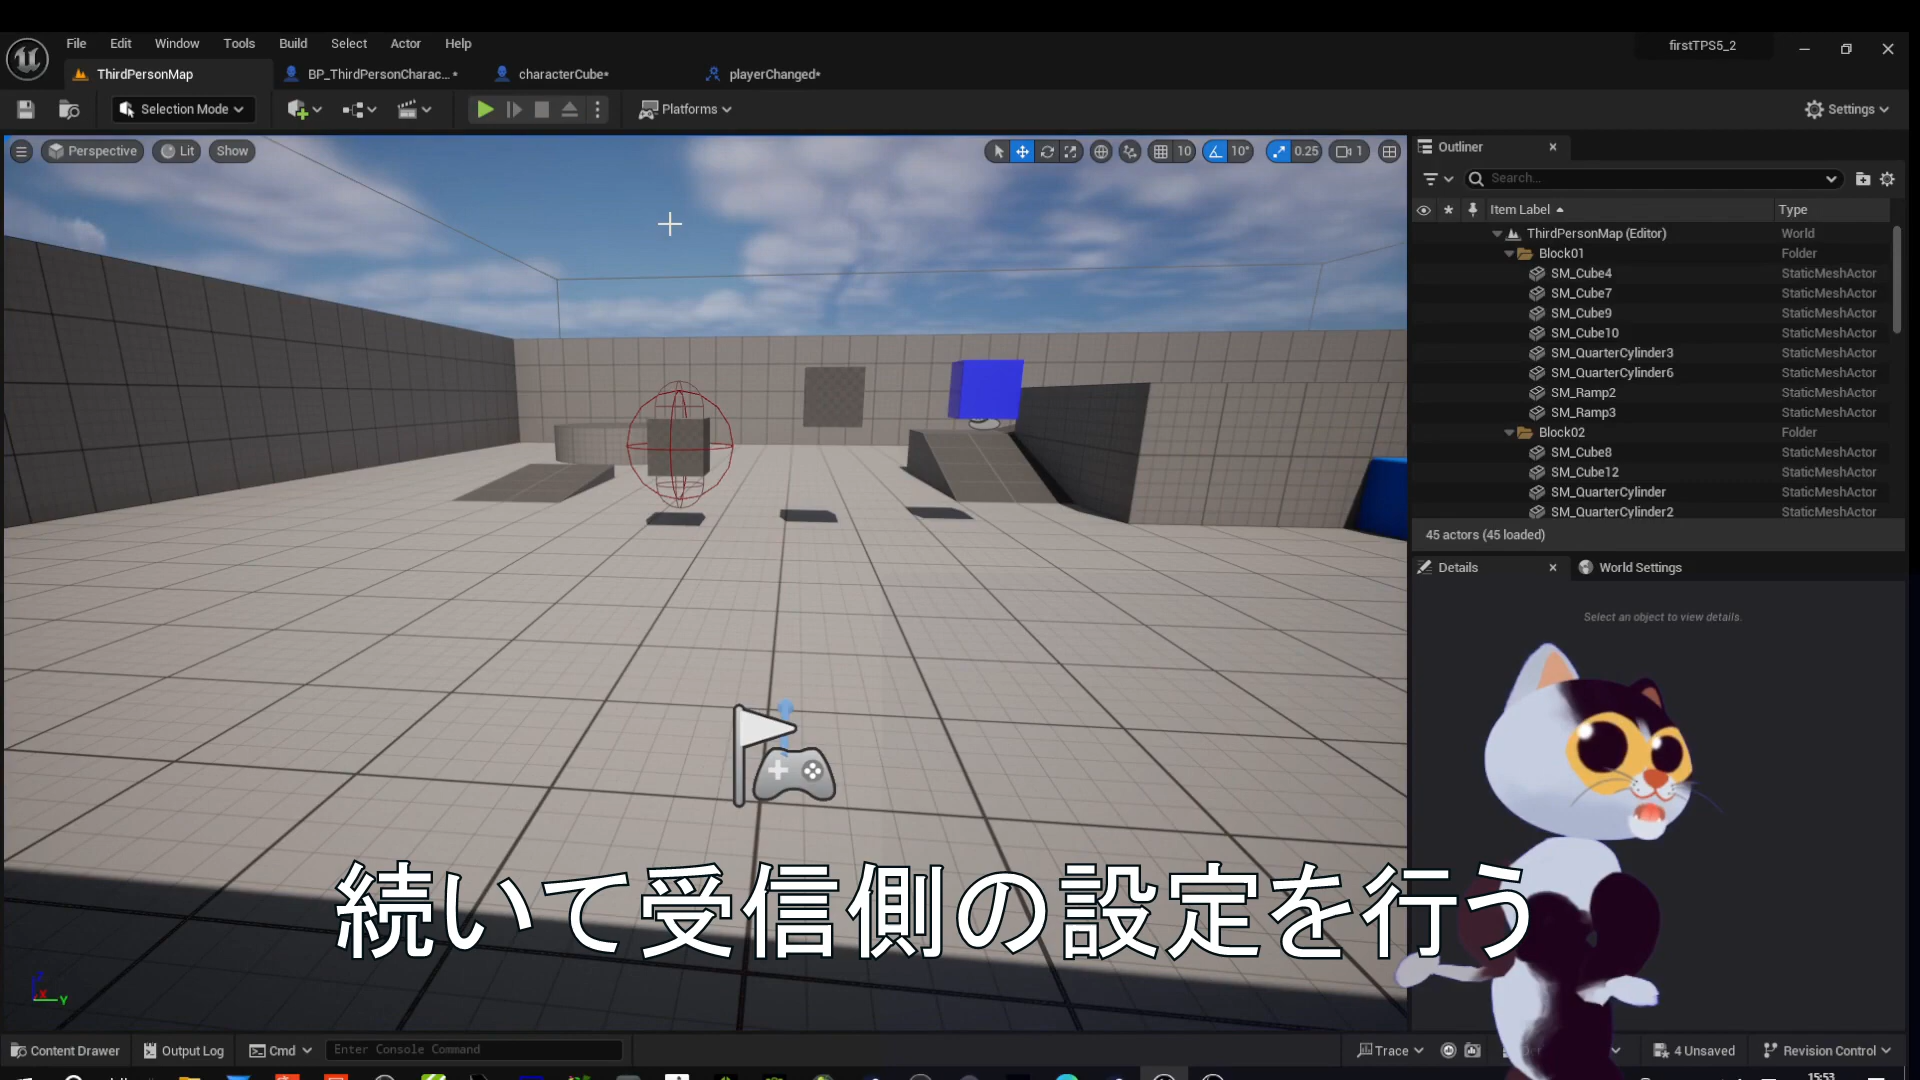 File Edit Window Tools Build Select Actor Help
firstTPS5_2
ThirdPersonMap
BP_ThirdPersonCharac... *
characterCube*
playerChanged*
Selection Mode
Platforms
Settings
Perspective
Lit
Show
10
10°
0.25
1
Outliner
Search...
Item Label
Type
ThirdPersonMap (Editor) World
Block01 Folder
SM_Cube4 StaticMeshActor
SM_Cube7 StaticMeshActor
SM_Cube9 StaticMeshActor
SM_Cube10 StaticMeshActor
SM_QuarterCylinder3 StaticMeshActor
SM_QuarterCylinder6 StaticMeshActor
SM_Ramp2 StaticMeshActor
SM_Ramp3 StaticMeshActor
Block02 Folder
SM_Cube8 StaticMeshActor
SM_Cube12 StaticMeshActor
SM_QuarterCylinder StaticMeshActor
SM_QuarterCylinder2 StaticMeshActor
45 actors (45 loaded)
Details
World Settings
Select an object to view details.
続いて受信側の設定を行う
X
Y
Content Drawer
Output Log
Cmd
Enter Console Command
Trace
4 Unsaved
Revision Control
15:53